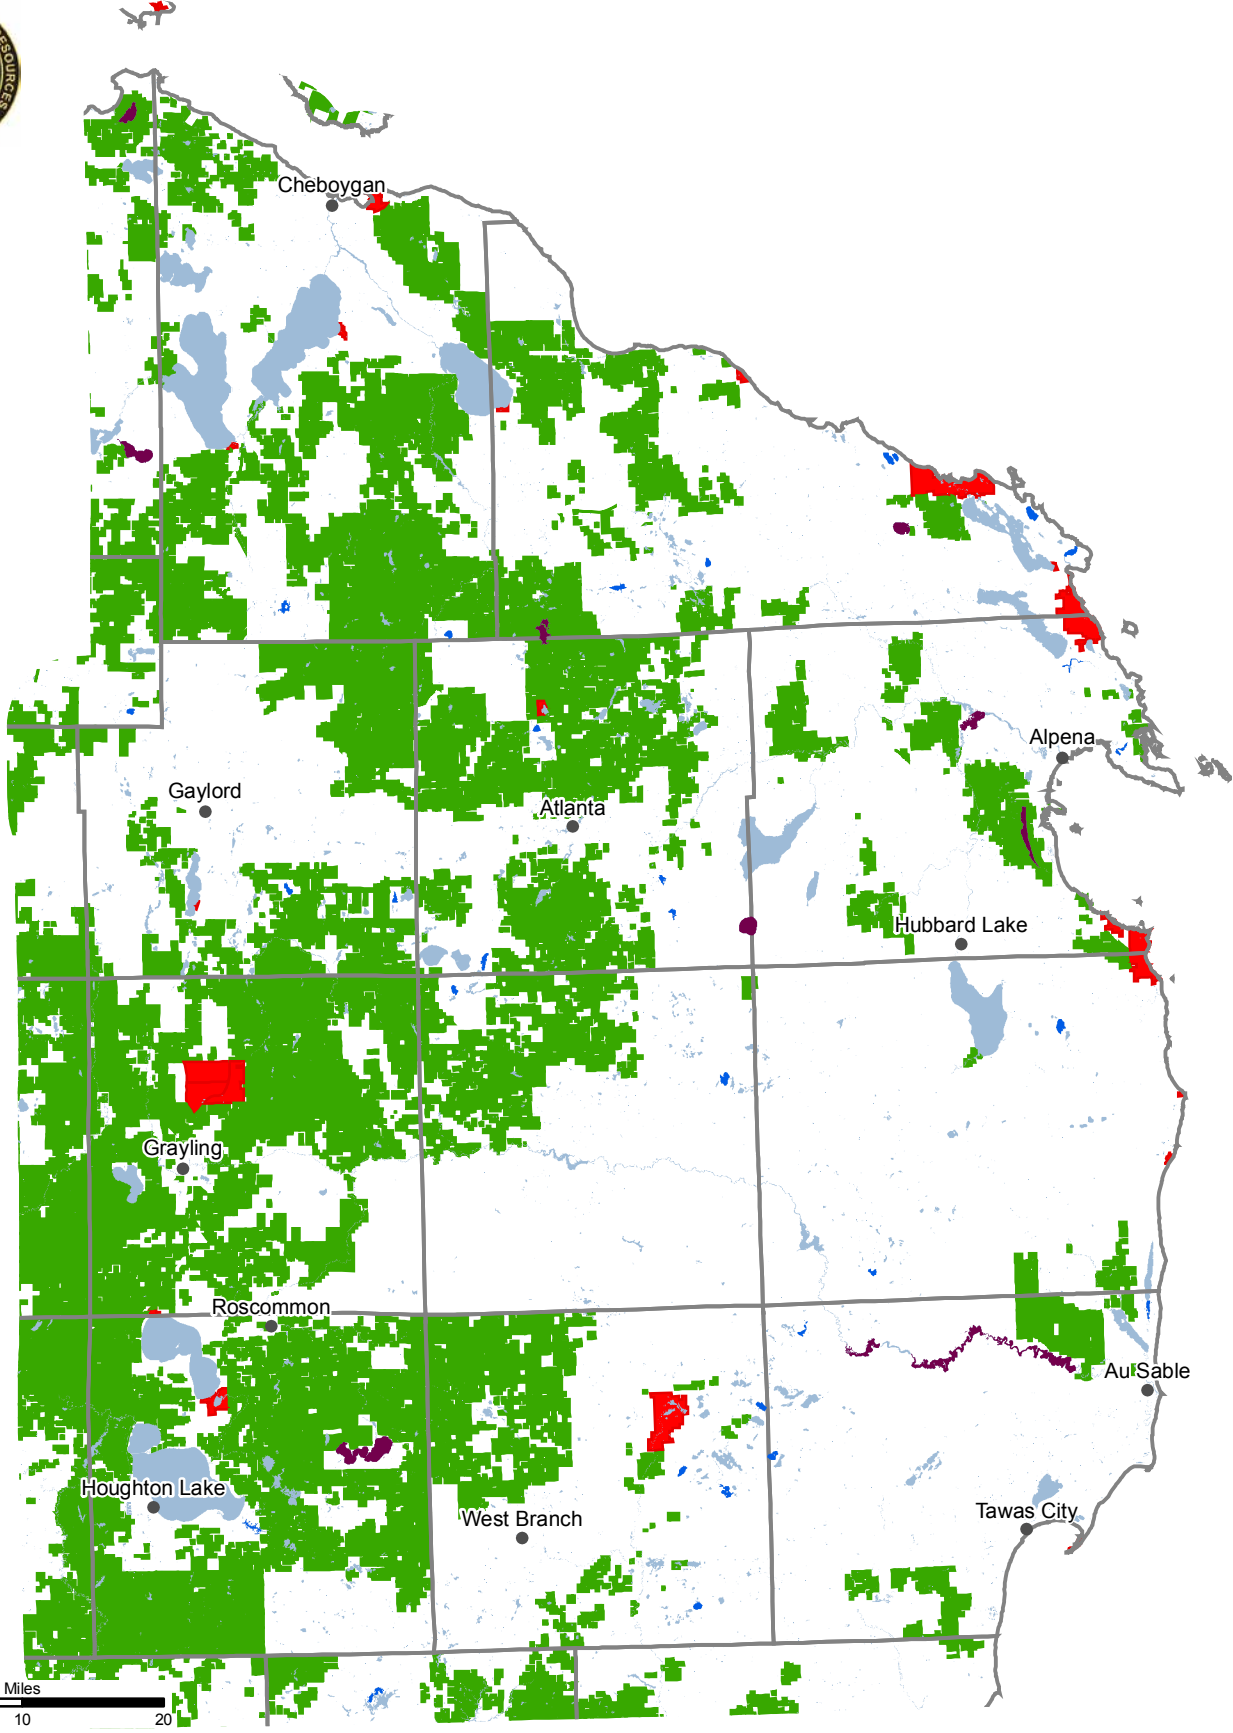 RESOURCES
Cheboygan
Alpena
Gaylord
Atlanta
Hubbard Lake
Grayling
Roscommon
Au Sable
Houghton Lake
West Branch
Tawas City
Miles
10 20